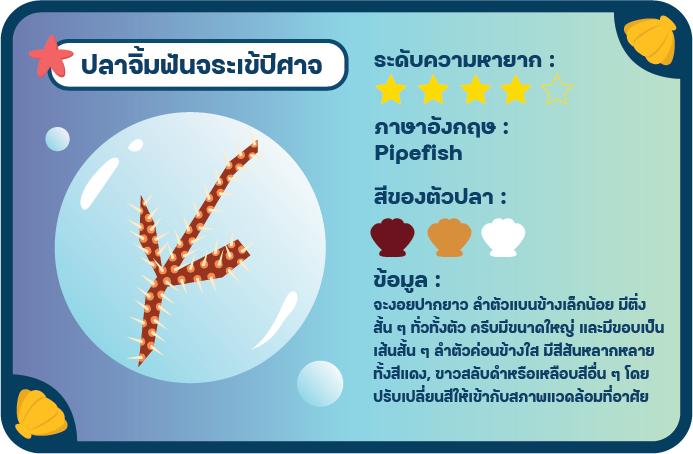 ปลาจิ้มฟันจระเข้ปีศาจ
ระดับความหายาก :
ภาษาอังกฤษ :
Pipefish
สีของตัวปลา :
ข้อมูล :
จะงอยปากยาว ลำตัวแบนข้างเล็กน้อย มีติ่ง
สั้น ๆ ทั่วทั้งตัว ครีบมีขนาดใหญ่ และมีขอบเป็น
เส้นสั้น ๆ ลำตัวค่อนข้างใส มีสีสันหลากหลาย
ทั้งสีแดง, ขาวสลับดำหรือเหลือบสีอื่น ๆ โดย
ปรับเปลี่ยนสีให้เข้ากับสภาพแวดล้อมที่อาศัย